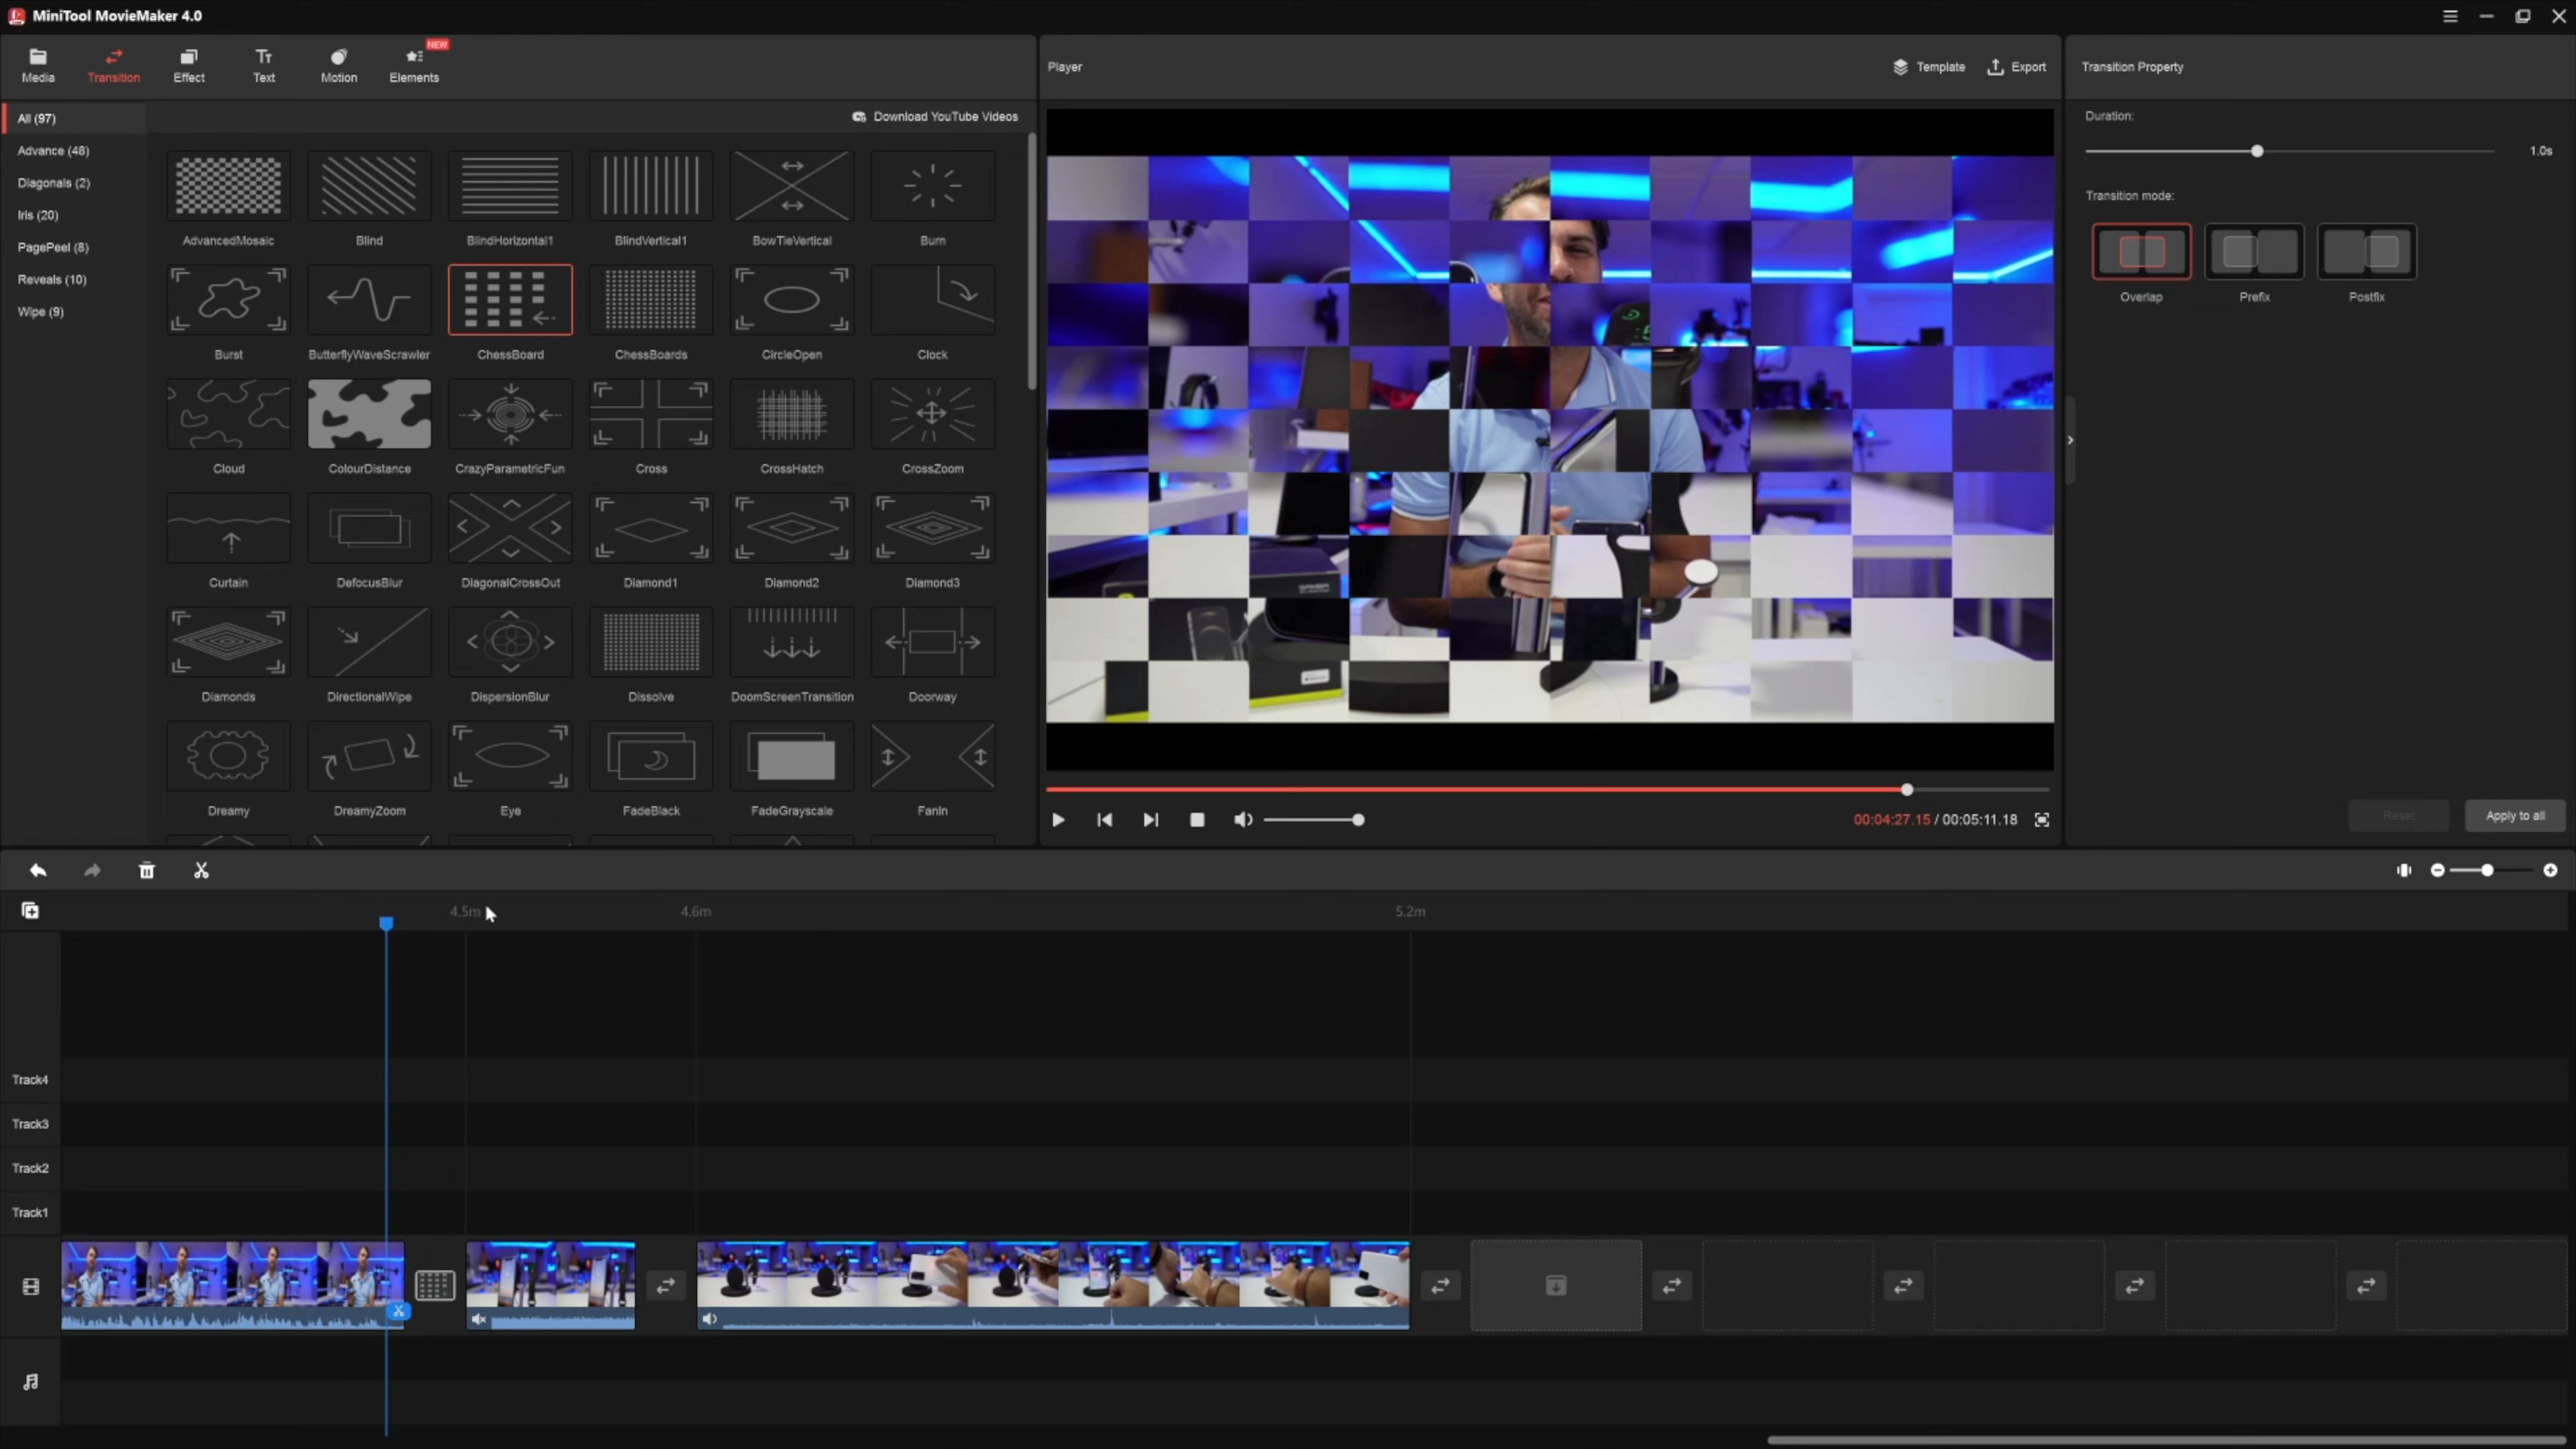 MiniTool MovieMaker 4.0
Media
Transition
Effect
Text
Motion
Elements
NEW
Player
Template
Export
Transition Property
All (97)
Advance (48)
Diagonals (2)
Iris (20)
PagePeel (8)
Reveals (10)
Wipe (9)
Download YouTube Videos
AdvancedMosaic
Blind
BlindHorizontal1
BlindVertical1
BowTieVertical
Burn
Burst
ButterflyWaveScrawler
ChessBoard
ChessBoards
CircleOpen
Clock
Cloud
ColourDistance
CrazyParametricFun
Cross
CrossHatch
CrossZoom
Curtain
DefocusBlur
DiagonalCrossOut
Diamond1
Diamond2
Diamond3
Diamonds
DirectionalWipe
DispersionBlur
Dissolve
DoomScreenTransition
Doorway
Dreamy
DreamyZoom
Eye
FadeBlack
FadeGrayscale
FanIn
00:04:27.15 / 00:05:11.18
Duration:
1.0s
Transition mode:
Overlap
Prefix
Postfix
Reset
Apply to all
4.5m
4.6m
5.2m
Track4
Track3
Track2
Track1